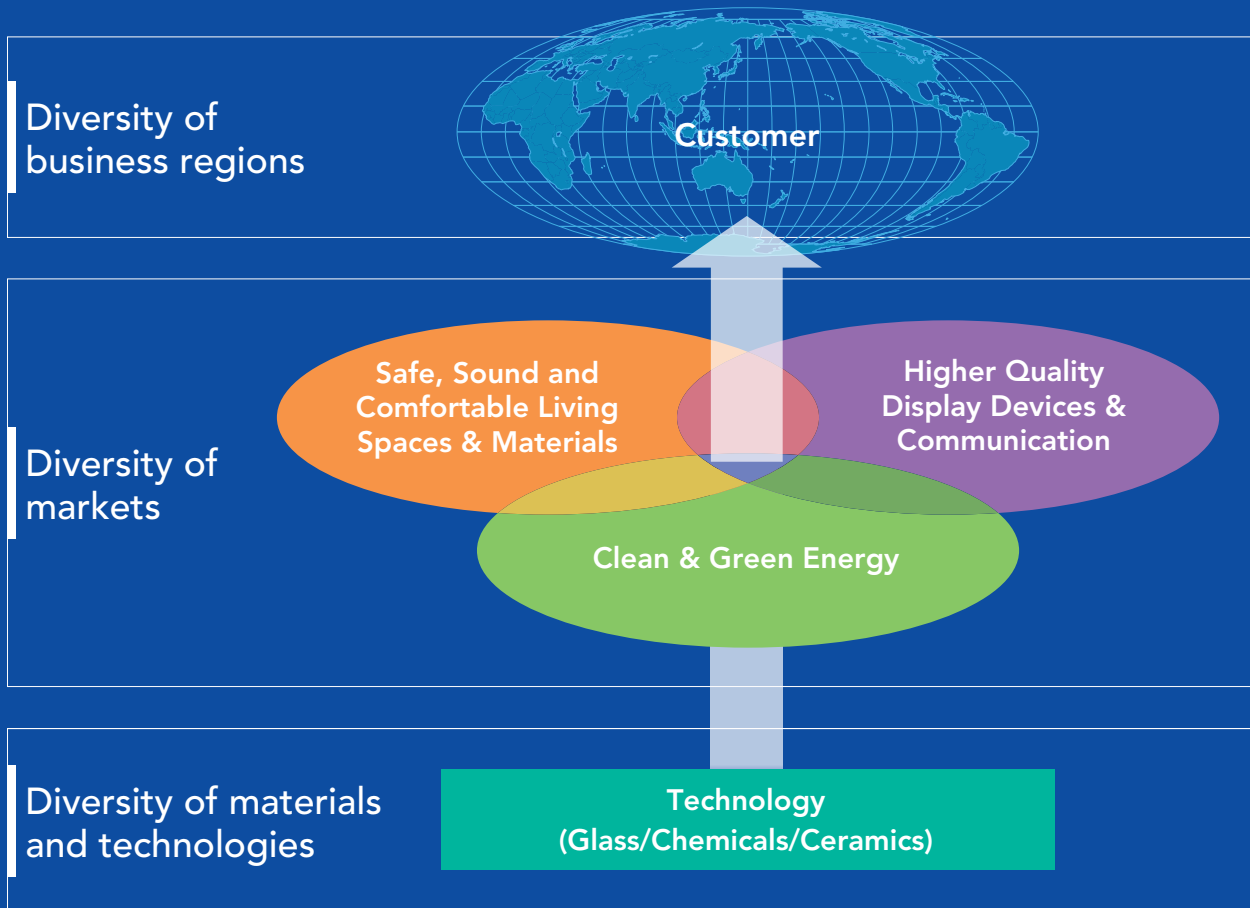 Diversity of
business regions
Customer
Diversity of
markets
Safe, Sound and
Comfortable Living
Spaces & Materials
Higher Quality
Display Devices &
Communication
Clean & Green Energy
Diversity of materials
and technologies
Technology
(Glass/Chemicals/Ceramics)